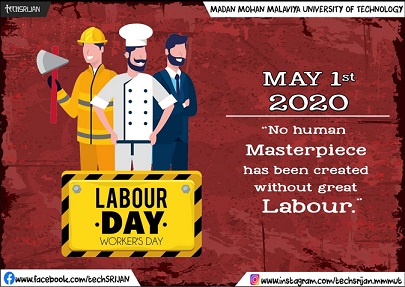 techSRIJAN
MADAN MOHAN MALAVIYA UNIVERSITY OF TECHNOLOGY
MAY 1st
2020
"No human
Masterpiece
has been created
without great
Labour."
LABOUR
·DAY·
WORKER'S DAY
www.facebook.com/techSRIJAN
www.instagram.com/techsrijan.mmmut